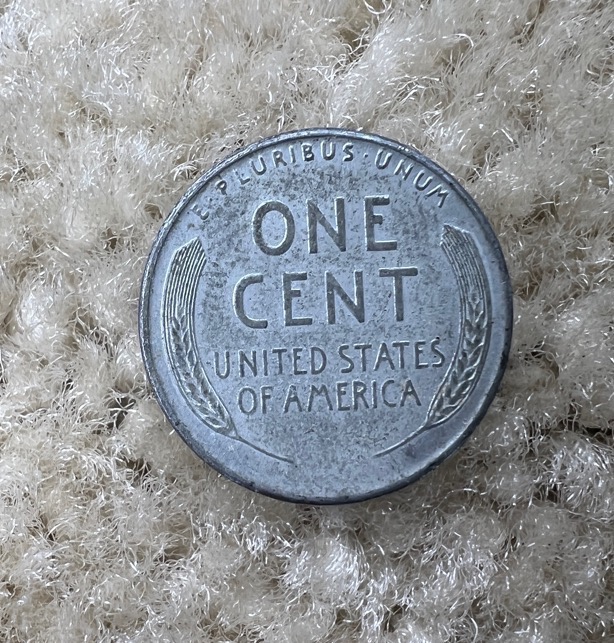 E·PLURIBUS·UNUM
ONE
CENT
UNITED STATES
OF AMERICA